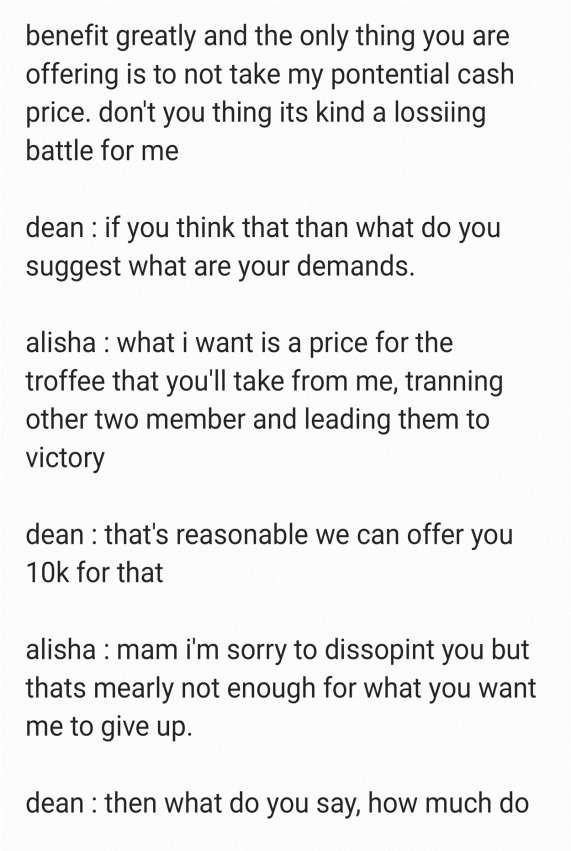 benefit greatly and the only thing you are
offering is to not take my pontential cash
price. don't you thing its kind a lossiing
battle for me
dean : if you think that than what do you
suggest what are your demands.
alisha : what i want is a price for the
troffee that you'll take from me, tranning
other two member and leading them to
victory
dean : that's reasonable we can offer you
10k for that
alisha : mam i'm sorry to dissopint you but
thats mearly not enough for what you want
me to give up.
dean : then what do you say, how much do